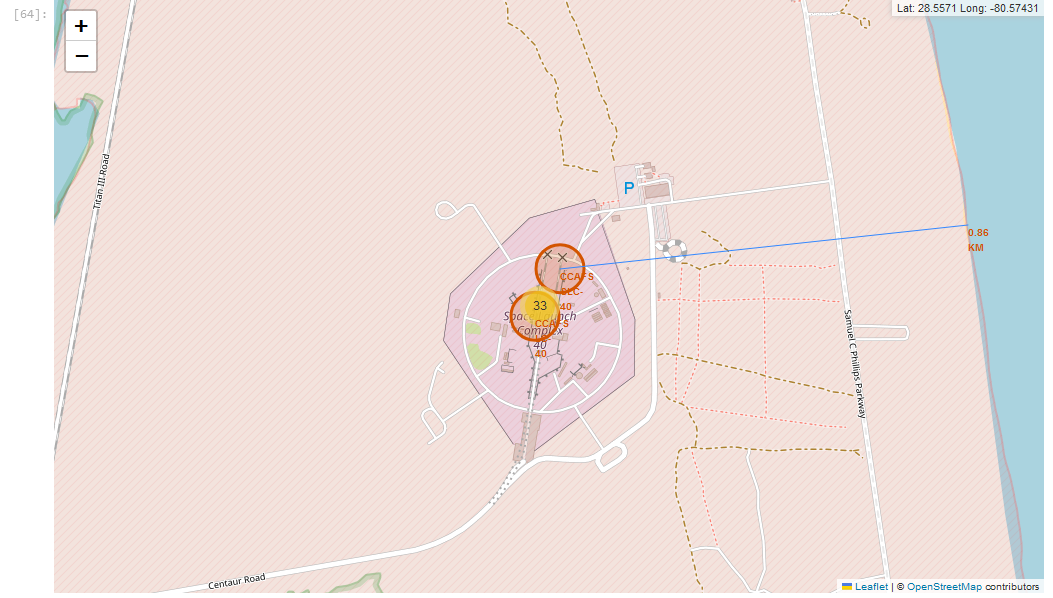 [64]:
+
−
Lat: 28.5571 Long: -80.57431
Titan III Road
P
0.86
KM
CCAFS
SLC-
40
33
Space Launch
Complex
40
CCAFS
40
Samuel C Phillips Parkway
Centaur Road
Leaflet | © OpenStreetMap contributors